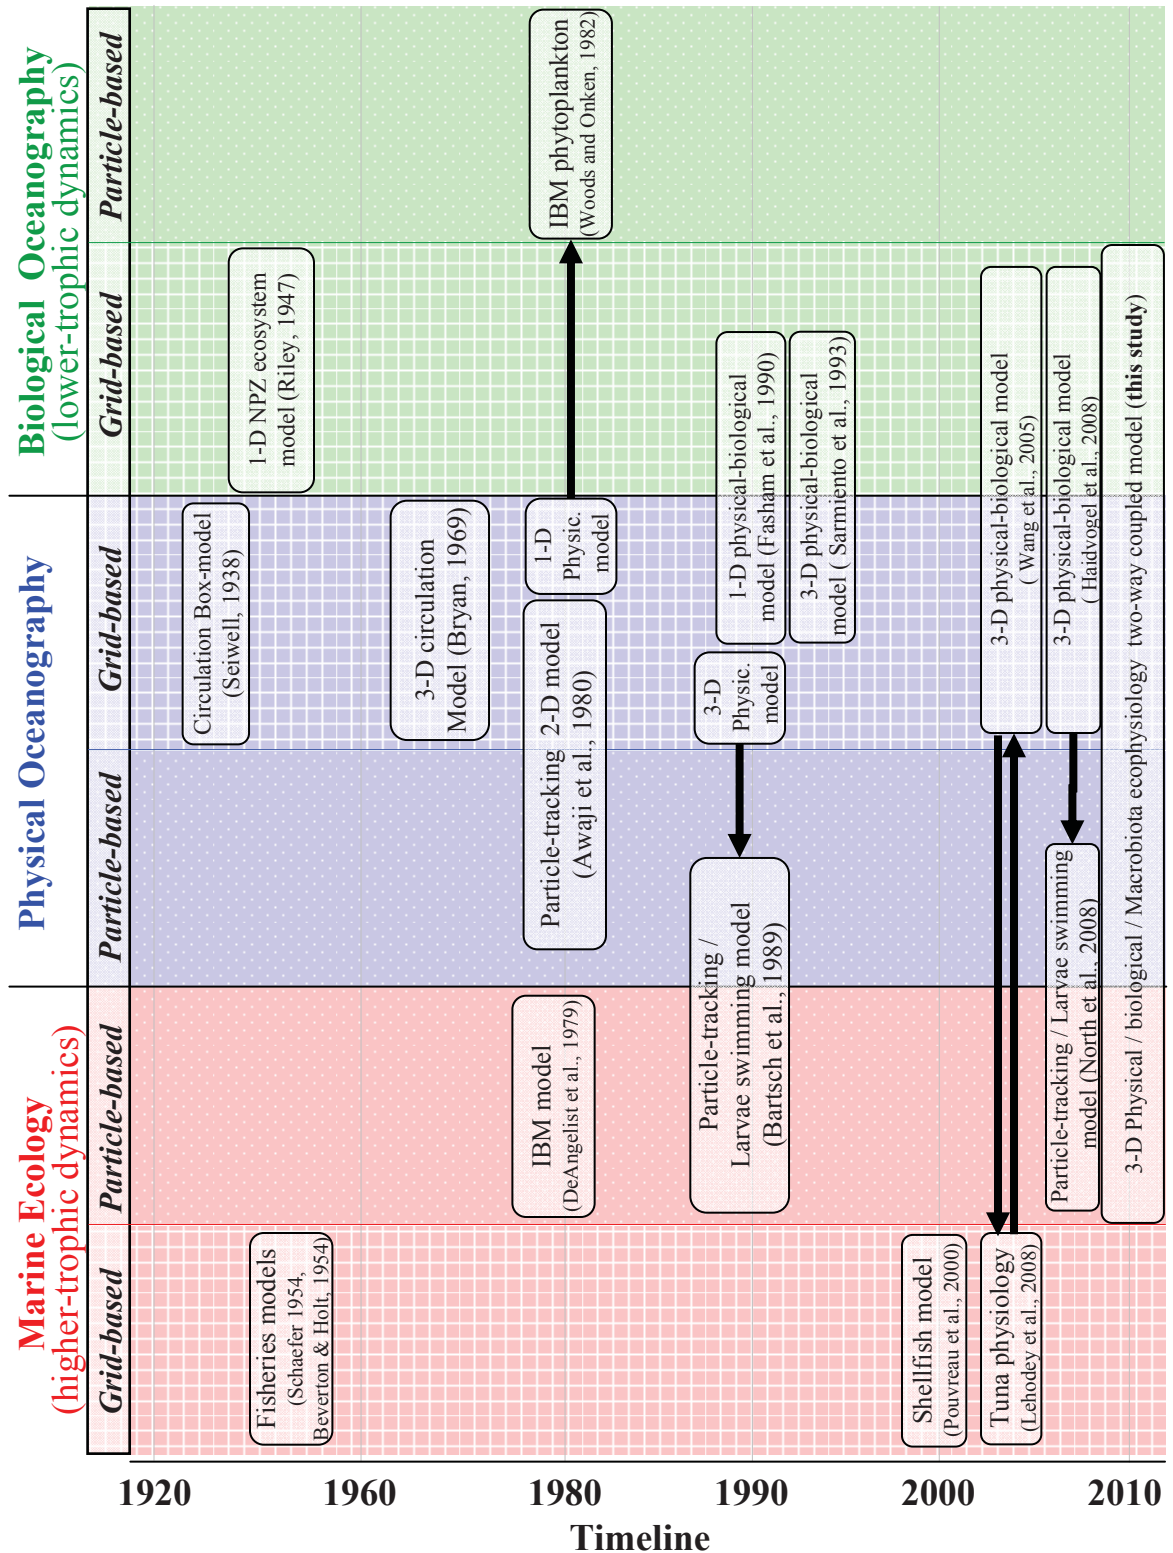 Marine Ecology
(higher-trophic dynamics)
Physical Oceanography
Biological Oceanography
(lower-trophic dynamics)
Grid-based
Particle-based
Particle-based
Grid-based
Grid-based
Particle-based
Circulation Box-model
(Seiwell, 1938)
1-D NPZ ecosystem
model (Riley, 1947)
Fisheries models
(Schaefer 1954,
Beverton & Holt, 1954)
3-D circulation
Model (Bryan, 1969)
IBM model
(DeAngelist et al., 1979)
Particle-tracking 2-D model
(Awaji et al., 1980)
1-D
Physic.
model
IBM phytoplankton
(Woods and Onken, 1982)
Particle-tracking /
Larvae swimming model
(Bartsch et al., 1989)
3-D
Physic.
model
1-D physical-biological
model (Fasham et al., 1990)
3-D physical-biological
model ( Sarmiento et al., 1993)
Shellfish model
(Pouvreau et al., 2000)
Tuna physiology
(Lehodey et al., 2008)
3-D physical-biological model
( Wang et al., 2005)
Particle-tracking / Larvae swimming
model (North et al., 2008)
3-D physical-biological model
( Haidvogel et al., 2008)
3-D Physical / biological / Macrobiota ecophysiology two-way coupled model (this study)
1920
1960
1980
1990
2000
2010
Timeline